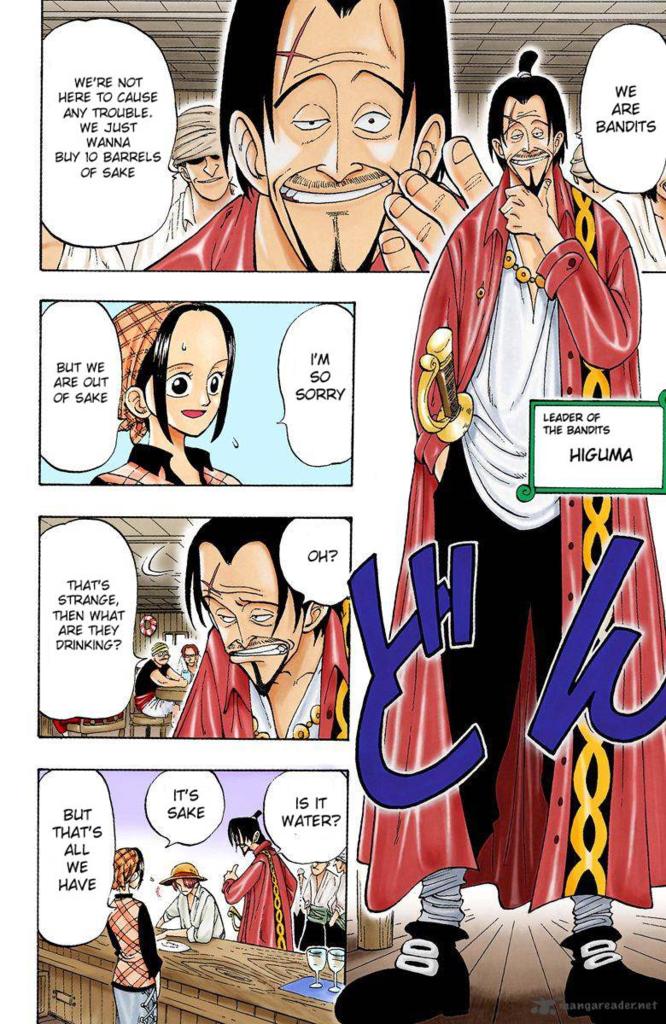 WE
ARE
BANDITS
WE'RE NOT
HERE TO CAUSE
ANY TROUBLE.
WE JUST
WANNA
BUY 10 BARRELS
OF SAKE
LEADER OF
THE BANDITS
HIGUMA
どん
I'M
SO
SORRY
BUT WE
ARE OUT
OF SAKE
OH?
THAT'S
STRANGE,
THEN WHAT
ARE THEY
DRINKING?
IS IT
WATER?
IT'S
SAKE
BUT
THAT'S
ALL
WE
HAVE
mangareader.net